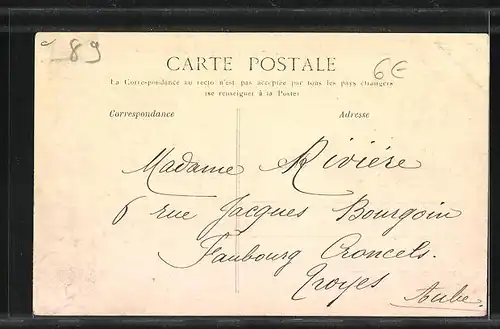 89
6€
CARTE POSTALE
La Correspondance au recto n'est pas acceptée par tous les pays étrangers
(se renseigner à la Poste)
Correspondance Adresse
Madame Rivière
6 rue Jacques Bourgoin
Faubourg Croncels.
Troyes
Aube.